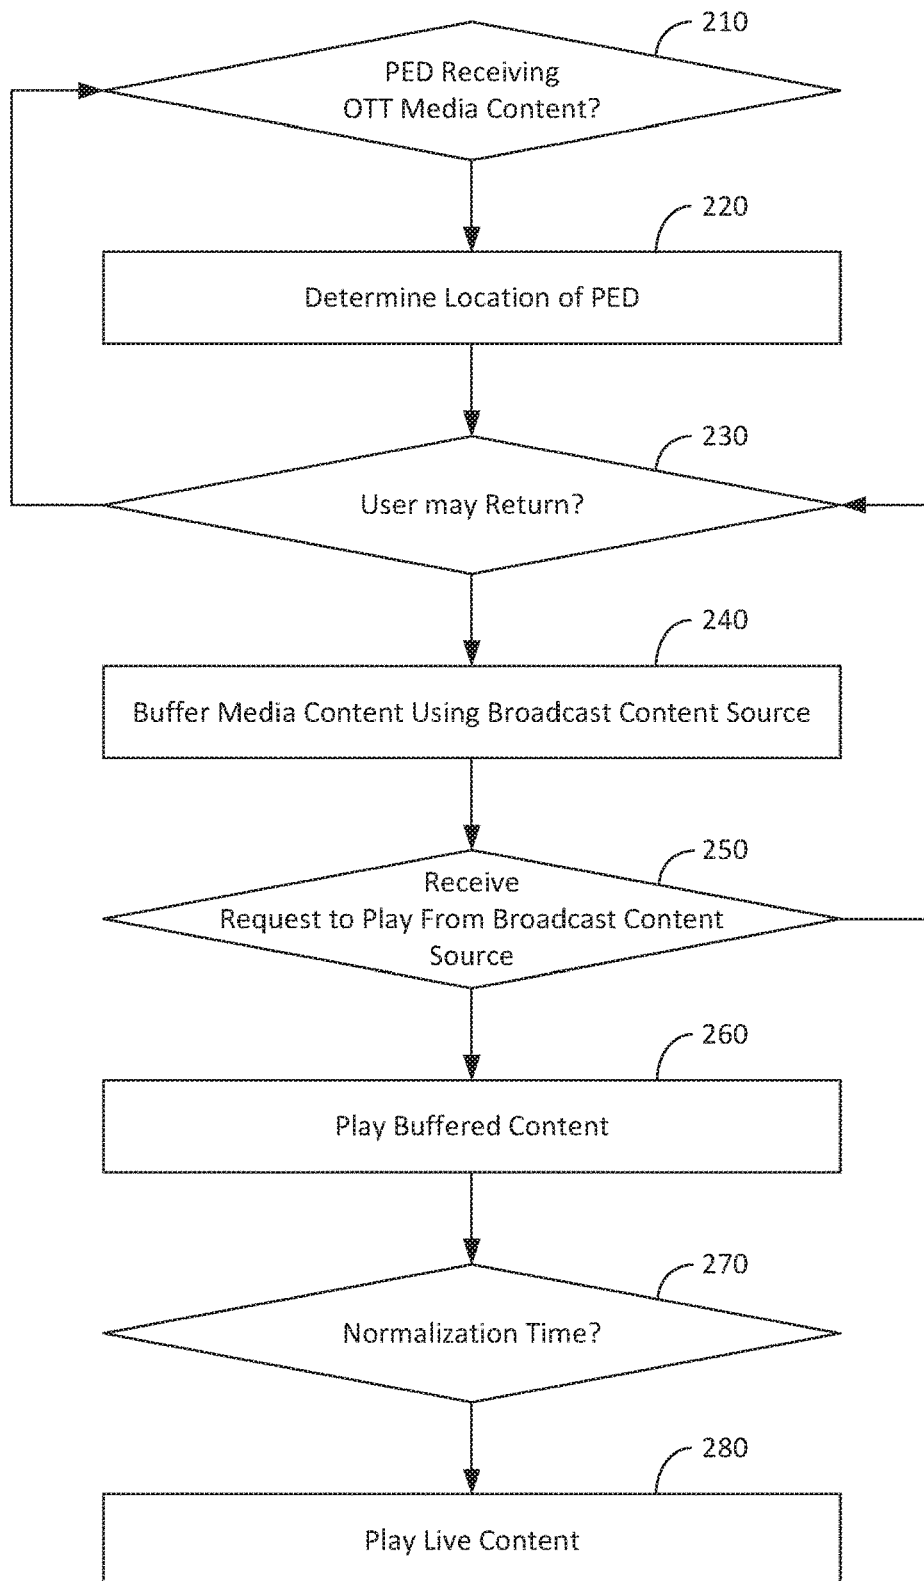 210
PED Receiving
OTT Media Content?
220
Determine Location of PED
230
User may Return?
240
Buffer Media Content Using Broadcast Content Source
250
Receive
Request to Play From Broadcast Content
Source
260
Play Buffered Content
270
Normalization Time?
280
Play Live Content